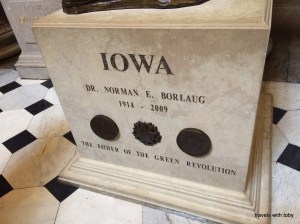 IOWA
DR. NORMAN E. BORLAUG
1914 - 2009
THE FATHER OF THE GREEN REVOLUTION
travels with toby